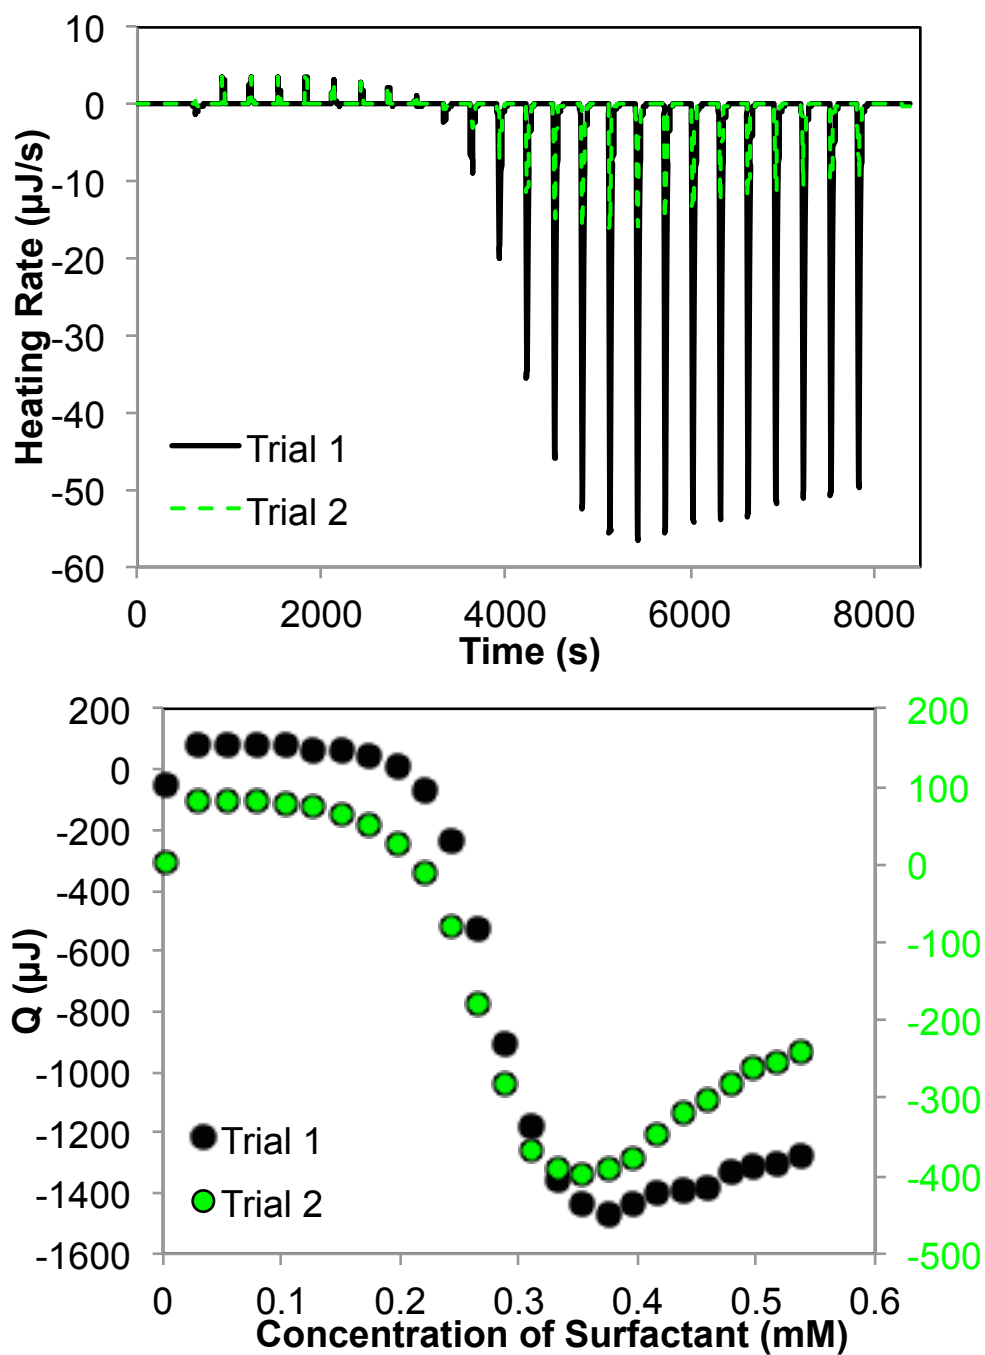 10
0
-10
-20
-30
-40
-50
-60
Heating Rate (µJ/s)
Trial 1
Trial 2
0 2000 4000 6000 8000
Time (s)
200
0
-200
-400
-600
-800
-1000
-1200
-1400
-1600
Q (µJ)
Trial 1
Trial 2
200
100
0
-100
-200
-300
-400
-500
0 0.1 0.2 0.3 0.4 0.5 0.6
Concentration of Surfactant (mM)